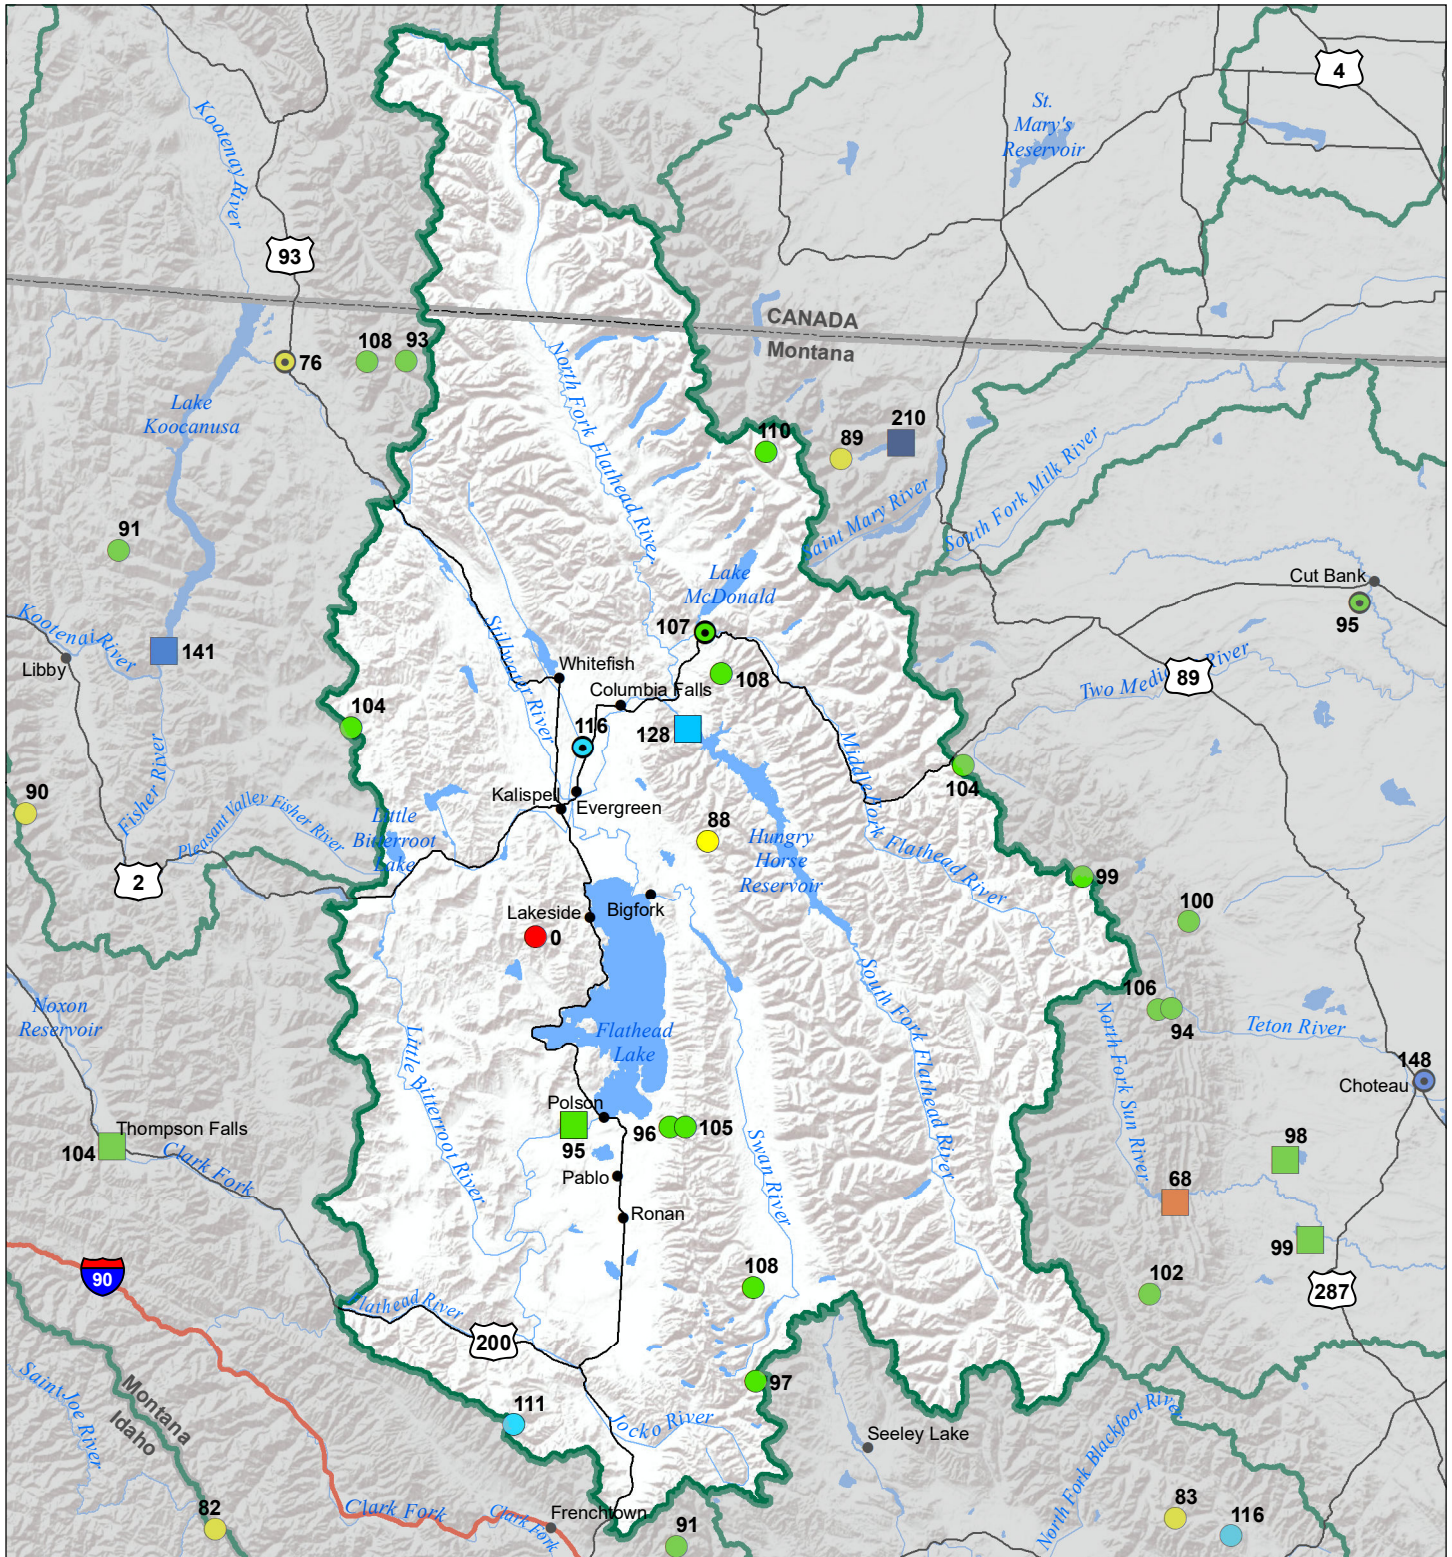 4
Kootenay River
St.
Mary's
Reservoir
93
CANADA
Montana
108
93
76
North Fork Flathead River
Lake
Koocanusa
110
89
210
South Fork Milk River
Saint Mary River
91
Lake
McDonald
Cut Bank
95
Kootenai River
Libby
141
107
Stillwater River
Whitefish
108
Columbia Falls
Two Medi
River
89
104
116
128
Middle Fork Flathead River
104
Fisher River
90
Pleasant Valley Fisher River
Little
Bitterroot
Lake
Kalispell
Evergreen
88
Hungry
Horse
Reservoir
2
99
100
Lakeside
Bigfork
0
106
94
Noxon
Reservoir
Flathead
Lake
South Fork Flathead River
North Fork Sun River
Teton River
148
Choteau
Little Bitterroot River
Polson
95
96
105
Swan River
Thompson Falls
104
Clark Fork
Pablo
98
68
Ronan
99
90
108
102
287
Flathead River
200
97
Montana
Idaho
Saint Joe River
111
Jocko River
Seeley Lake
North Fork Blackfoot River
82
Clark Fork
Clark Fork
Frenchtown
91
83
116